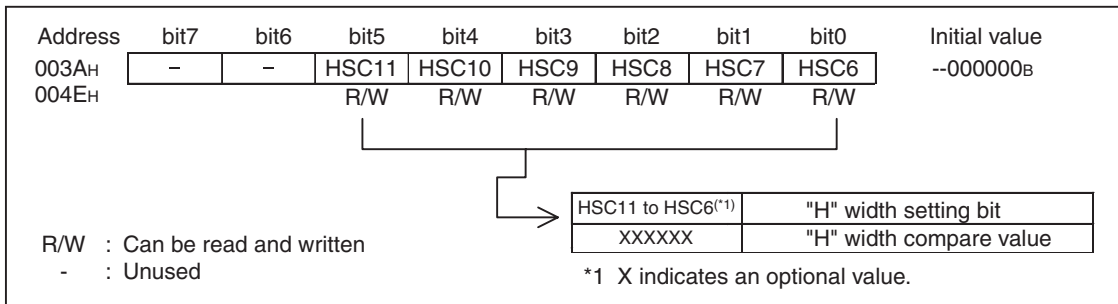 Address bit7 bit6 bit5 bit4 bit3 bit2 bit1 bit0 Initial value
003AH – – HSC11 HSC10 HSC9 HSC8 HSC7 HSC6 --000000B
004EH R/W R/W R/W R/W R/W R/W
HSC11 to HSC6(*1) "H" width setting bit
XXXXXX "H" width compare value
R/W : Can be read and written
- : Unused
*1 X indicates an optional value.